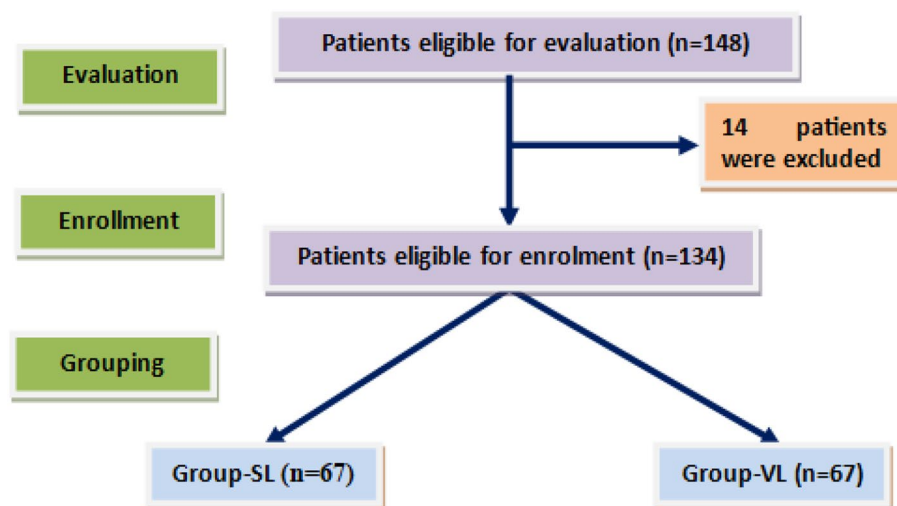 Patients eligible for evaluation (n=148)
Evaluation
14 patients
were excluded
Enrollment
Patients eligible for enrolment (n=134)
Grouping
Group-SL (n=67)
Group-VL (n=67)